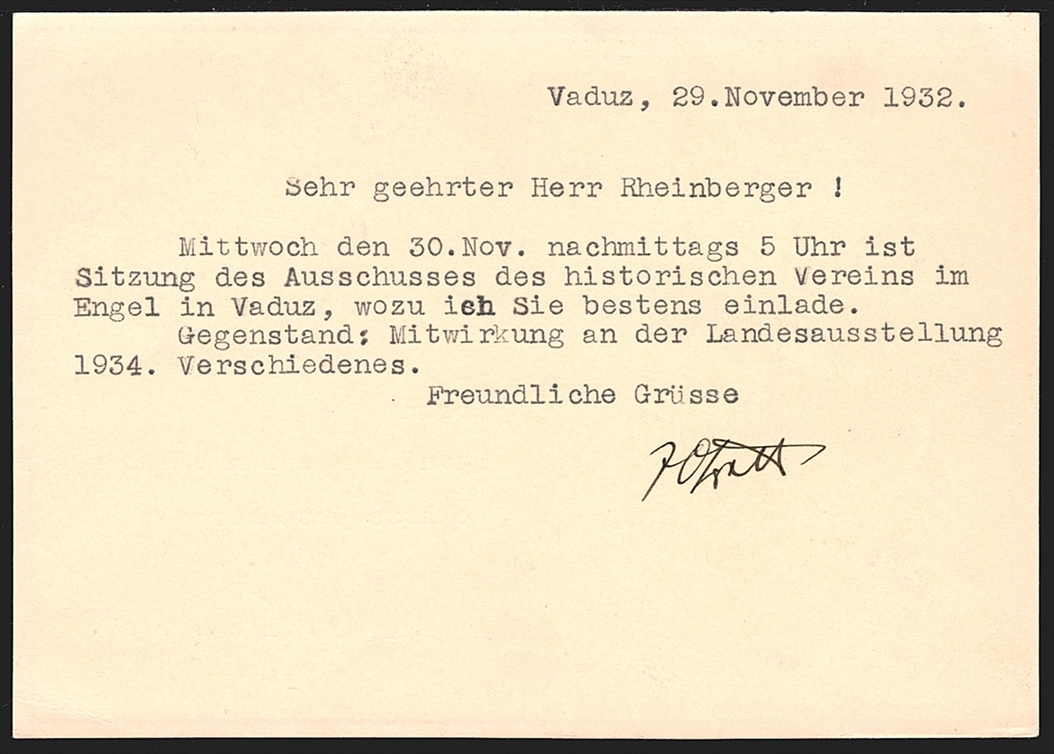 Vaduz, 29.November 1932.
Sehr geehrter Herr Rheinberger !
Mittwoch den 30.Nov. nachmittags 5 Uhr ist
Sitzung des Ausschusses des historischen Vereins im
Engel in Vaduz, wozu ich Sie bestens einlade.
Gegenstand: Mitwirkung an der Landesausstellung
1934. Verschiedenes.
Freundliche Grüsse